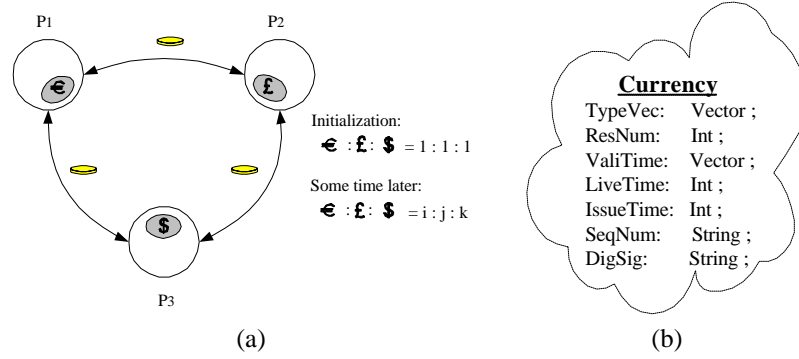 P1
P2
€
£
Initialization:
€ : £ : $ = 1 : 1 : 1
Some time later:
€ : £ : $ = i : j : k
$
P3
(a)
Currency
TypeVec: Vector ;
ResNum: Int ;
ValiTime: Vector ;
LiveTime: Int ;
IssueTime: Int ;
SeqNum: String ;
DigSig: String ;
(b)